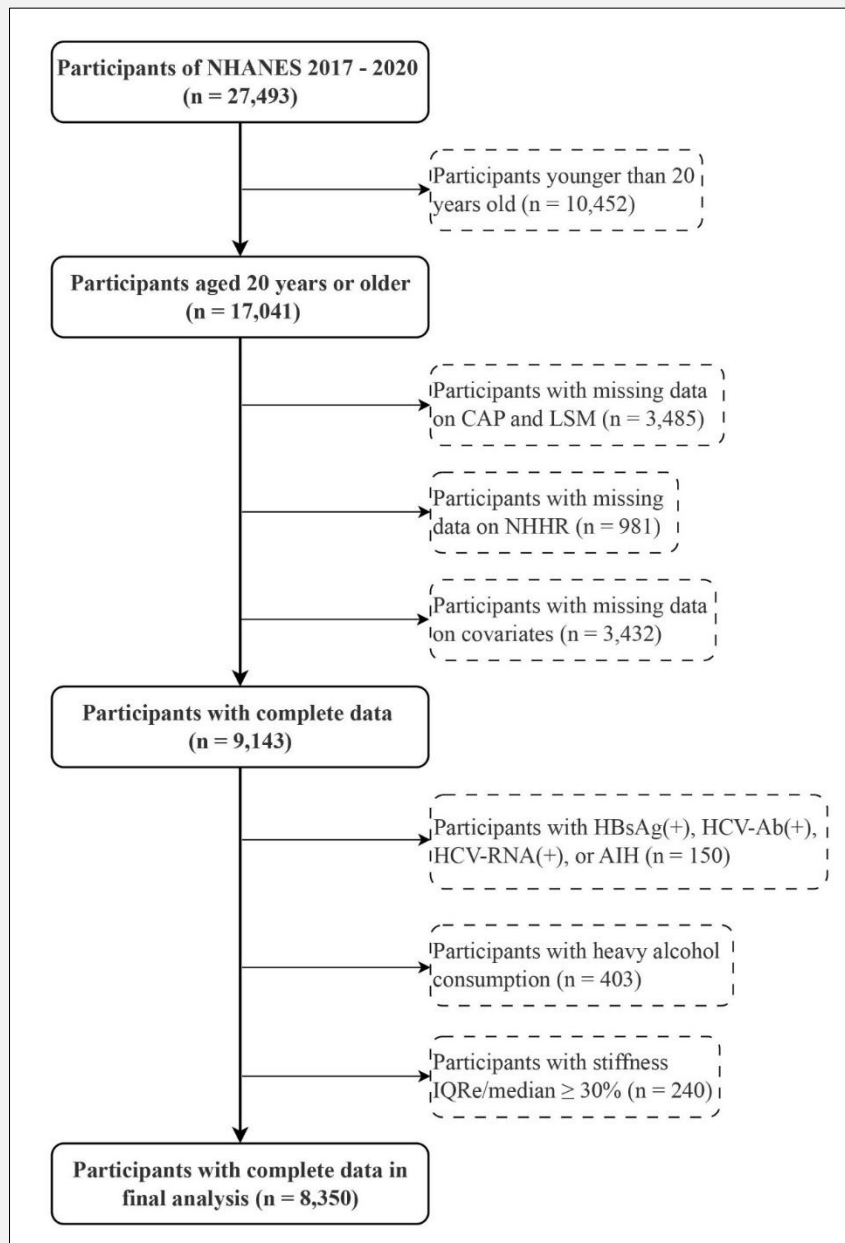 Participants of NHANES 2017 - 2020
(n = 27,493)
Participants younger than 20
years old (n = 10,452)
Participants aged 20 years or older
(n = 17,041)
Participants with missing data
on CAP and LSM (n = 3,485)
Participants with missing
data on NHHR (n = 981)
Participants with missing data
on covariates (n = 3,432)
Participants with complete data
(n = 9,143)
Participants with HBsAg(+), HCV-Ab(+),
HCV-RNA(+), or AIH (n = 150)
Participants with heavy alcohol
consumption (n = 403)
Participants with stiffness
IQRe/median ≥ 30% (n = 240)
Participants with complete data in
final analysis (n = 8,350)